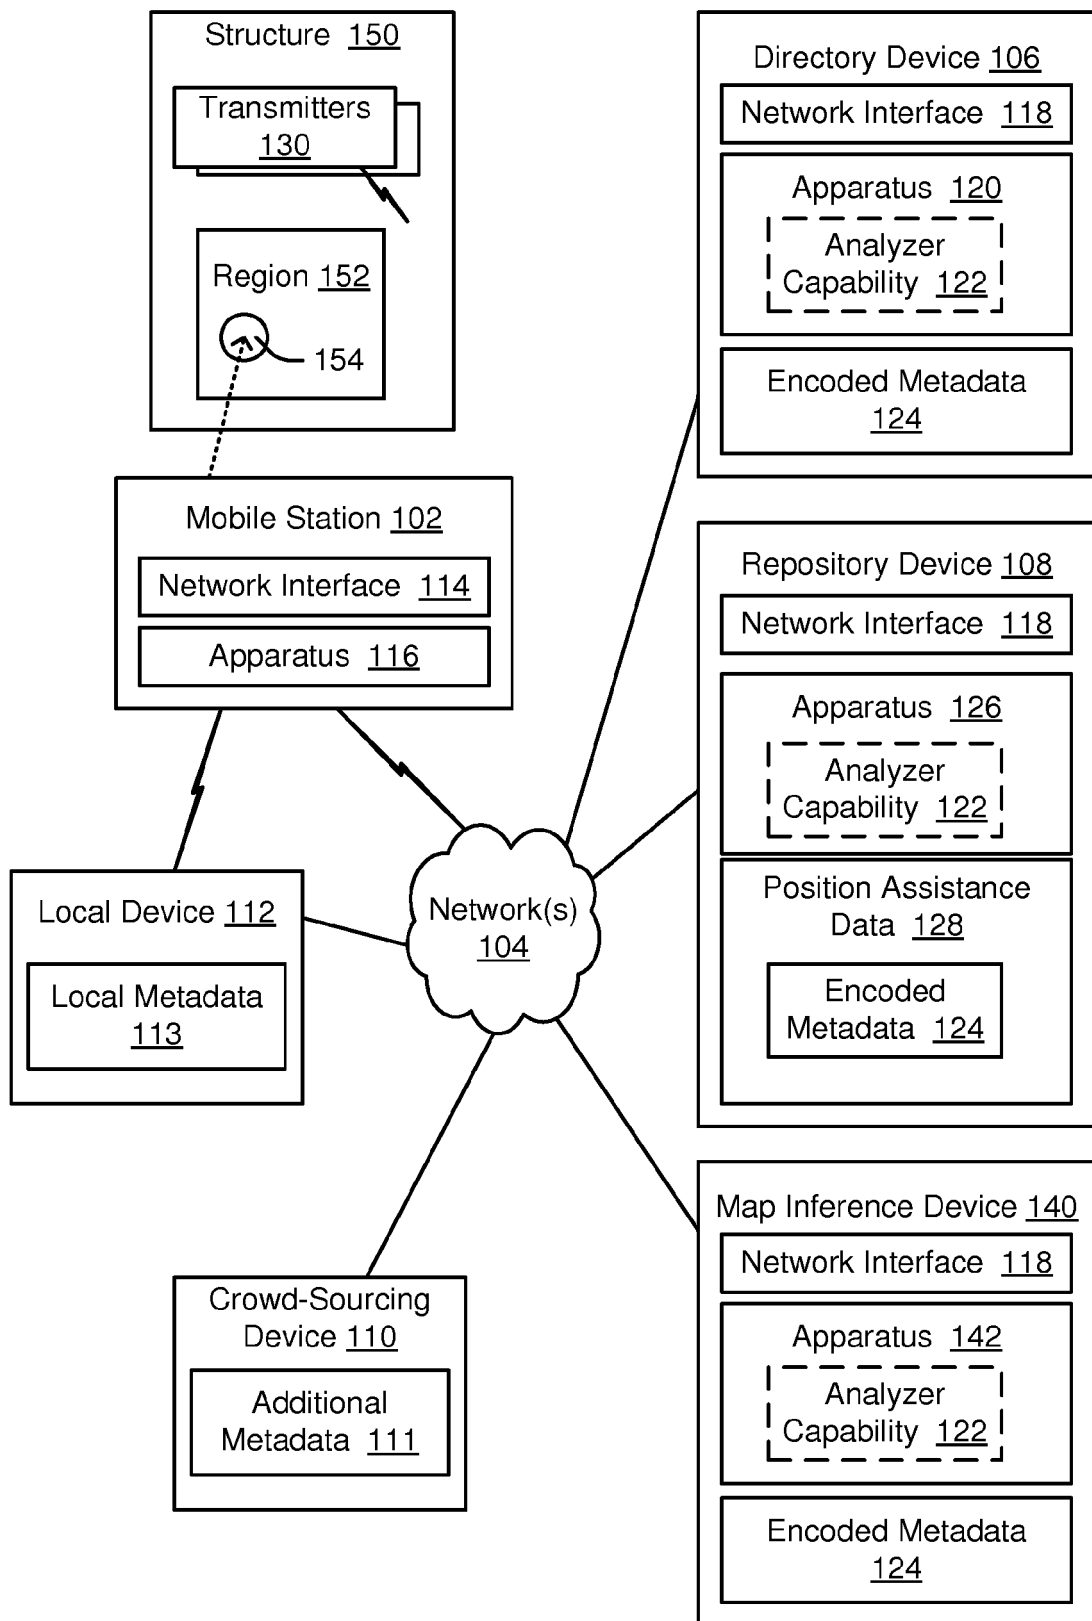 Structure 150
Transmitters
130
Region 152
154
Mobile Station 102
Network Interface 114
Apparatus 116
Local Device 112
Local Metadata
113
Network(s)
104
Crowd-Sourcing
Device 110
Additional
Metadata 111
Directory Device 106
Network Interface 118
Apparatus 120
Analyzer
Capability 122
Encoded Metadata
124
Repository Device 108
Network Interface 118
Apparatus 126
Analyzer
Capability 122
Position Assistance
Data 128
Encoded
Metadata 124
Map Inference Device 140
Network Interface 118
Apparatus 142
Analyzer
Capability 122
Encoded Metadata
124